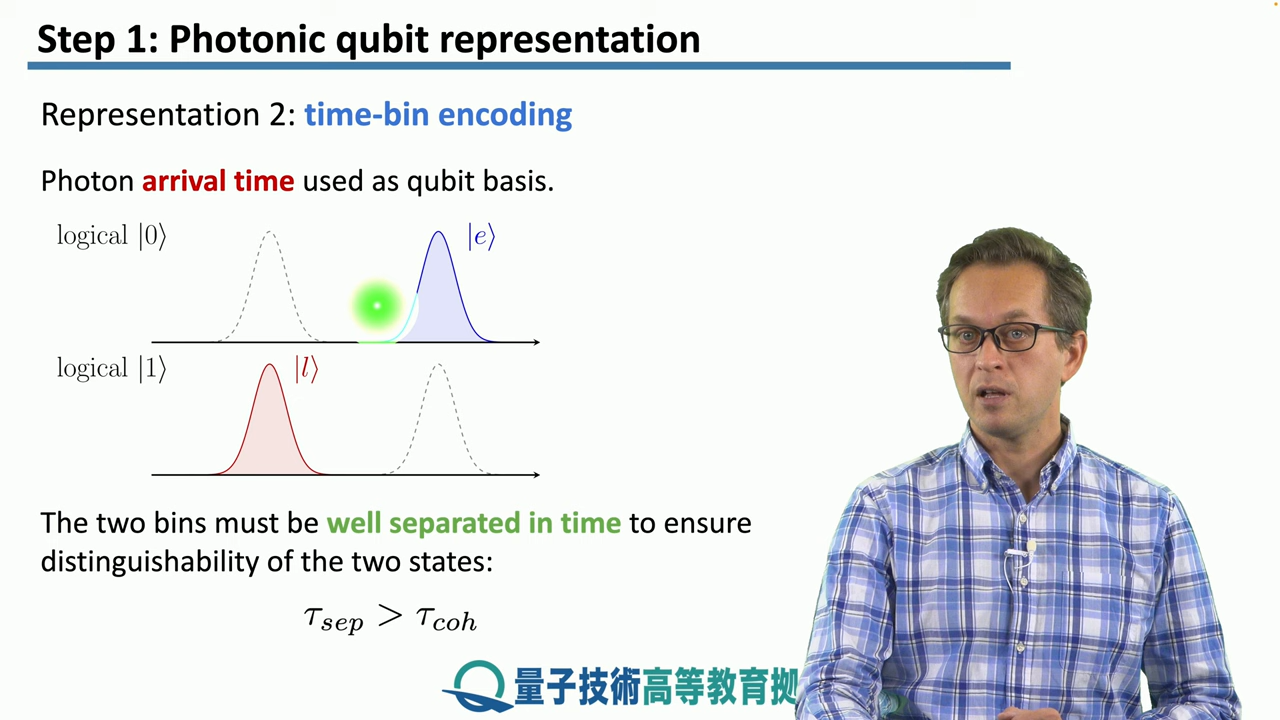 Step 1: Photonic qubit representation
Representation 2: time-bin encoding
Photon arrival time used as qubit basis.
logical |0⟩
|e⟩
logical |1⟩
|l⟩
The two bins must be well separated in time to ensure
distinguishability of the two states:
τsep > τcoh
量子技術高等教育拠